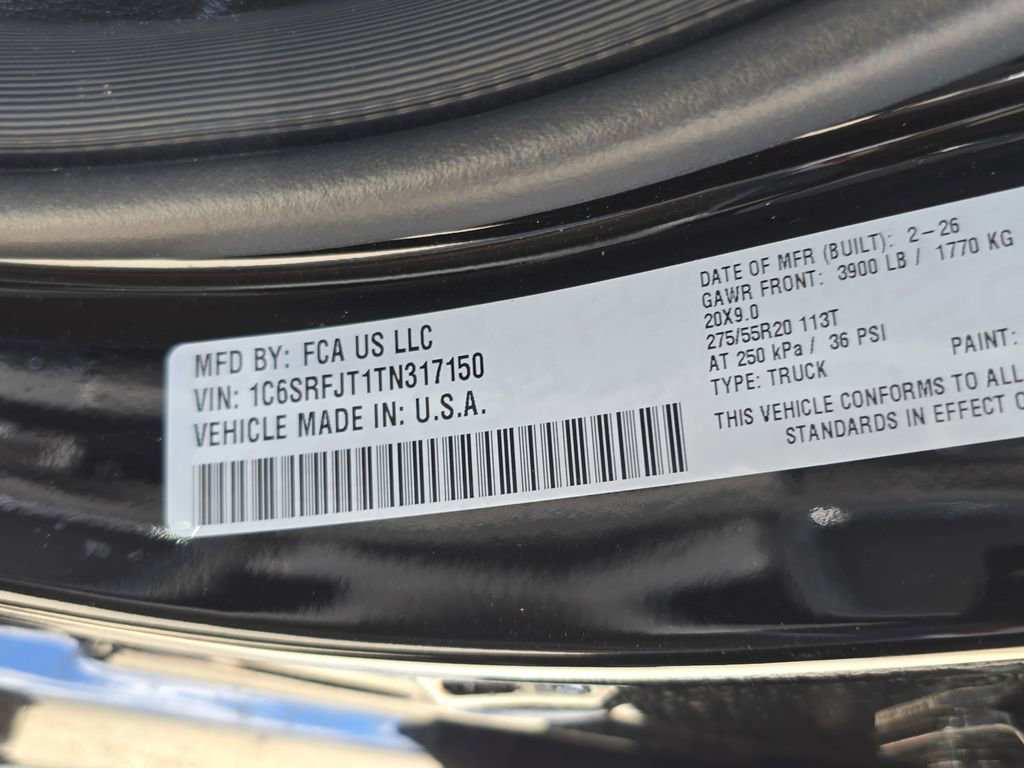 MFD BY: FCA US LLC
VIN: 1C6SRFJT1TN317150
VEHICLE MADE IN: U.S.A.
DATE OF MFR (BUILT): 2-26
GAWR FRONT: 3900 LB / 1770 KG
20X9.0
275/55R20 113T
AT 250 kPa / 36 PSI
TYPE: TRUCK PAINT:
THIS VEHICLE CONFORMS TO ALL
STANDARDS IN EFFECT